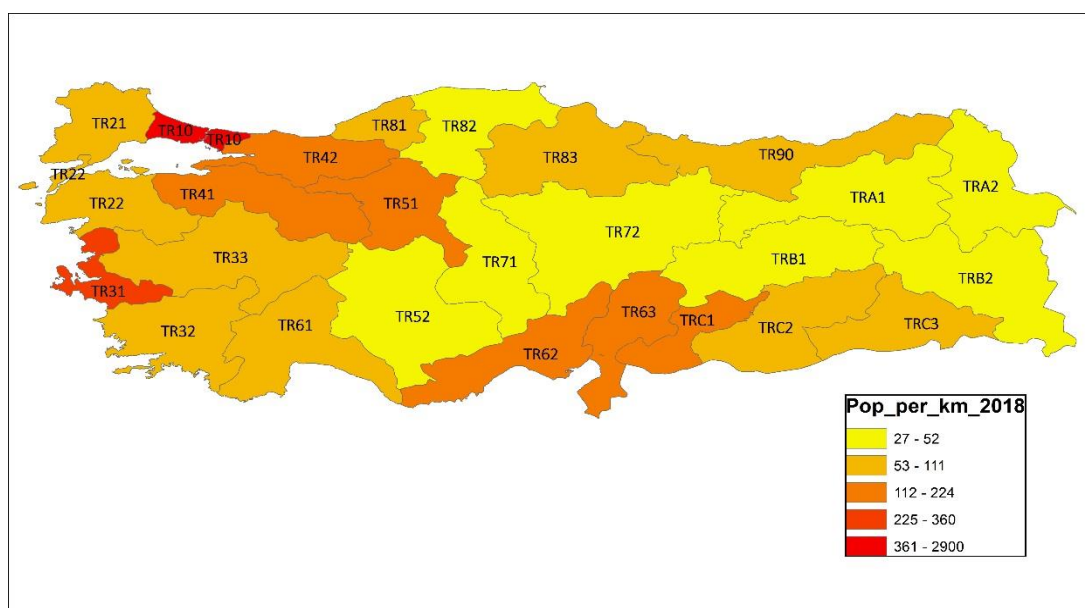 TR21
TR10
TR10
TR81
TR82
TR42
TR83
TR90
TR22
TR41
TR51
TRA1
TRA2
TR22
TR72
TR33
TR71
TRB1
TRB2
TR31
TR52
TR63
TRC1
TRC2
TRC3
TR32
TR61
TR62
Pop_per_km_2018
27 - 52
53 - 111
112 - 224
225 - 360
361 - 2900